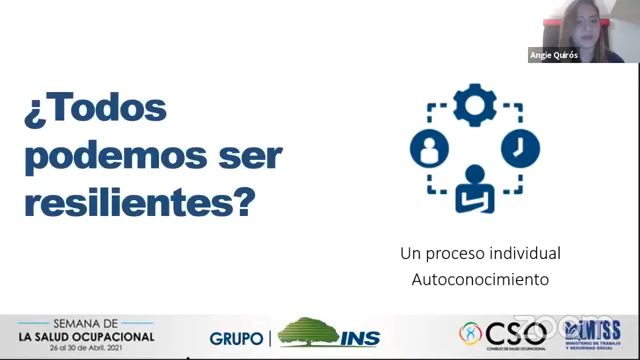 Angie Quirós
¿Todos
podemos ser
resilientes?
Un proceso individual
Autoconocimiento
SEMANA DE
LA SALUD OCUPACIONAL
26 al 30 de Abril, 2021
GRUPO INS
CSO
CONSEJO DE SALUD OCUPACIONAL
MTSS
MINISTERIO DE TRABAJO
Y SEGURIDAD SOCIAL
zoom